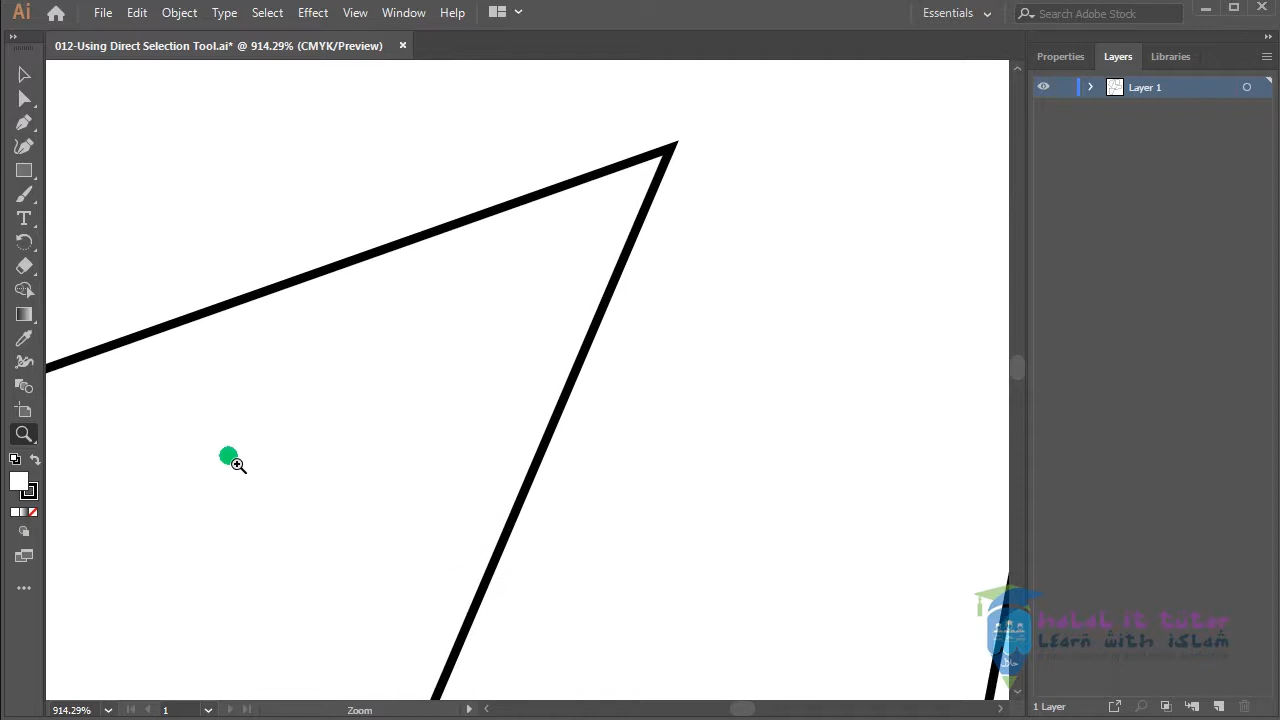 Ai File Edit Object Type Select Effect View Window Help Essentials Search Adobe Stock
012-Using Direct Selection Tool.ai* @ 914.29% (CMYK/Preview) ×
Properties Layers Libraries
Layer 1
halal it tutor
Learn with islam
حلال
914.29% 1 Zoom 1 Layer